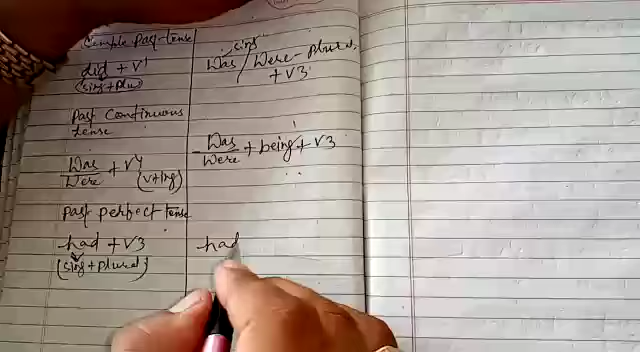 Simple Past tense
did + V1
(sing + plu)
sing
Was / Were - plural
+ V3
Past Continuous
tense
Was
Were + V4
(V+ing)
Was
Were + being + V3
Past perfect tense
had + V3
(sing + plural)
had